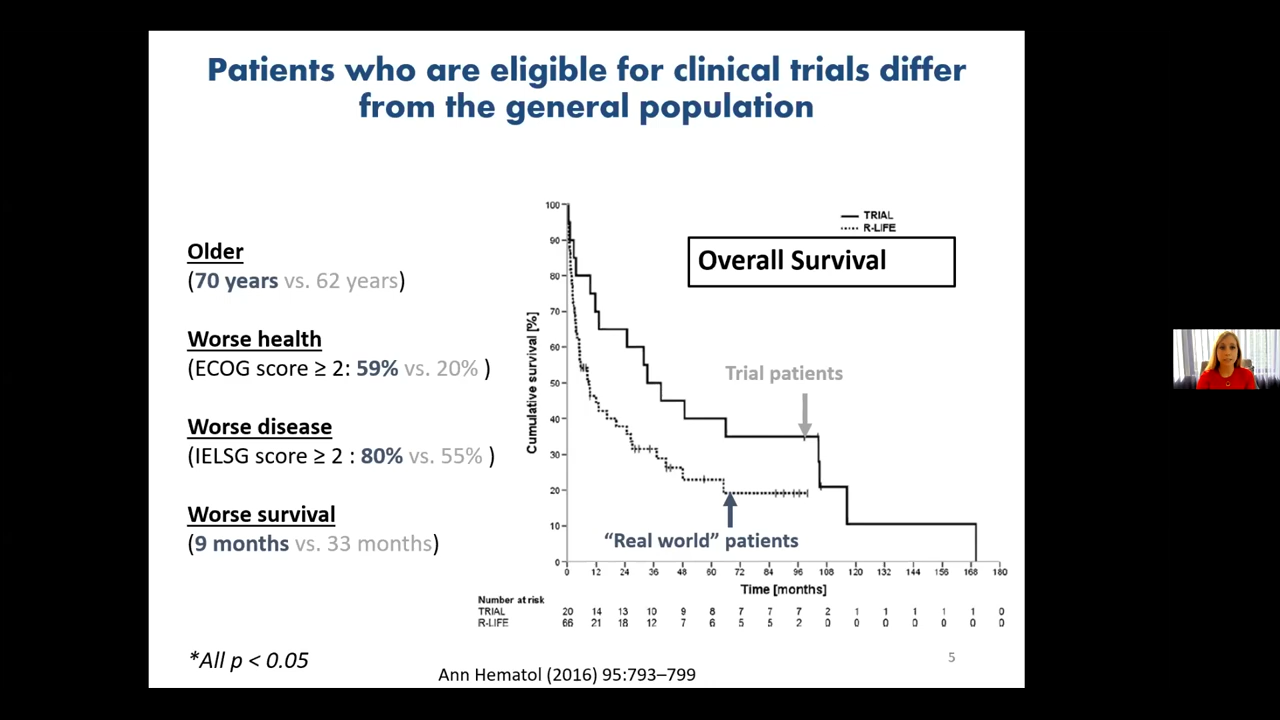 Patients who are eligible for clinical trials differ
from the general population
Older
(70 years vs. 62 years)
Worse health
(ECOG score ≥ 2: 59% vs. 20% )
Worse disease
(IELSG score ≥ 2 : 80% vs. 55% )
Worse survival
(9 months vs. 33 months)
*All p < 0.05
TRIAL
R-LIFE
Overall Survival
Trial patients
"Real world" patients
Cumulative survival [%]
100
90
80
70
60
50
40
30
20
10
0
0 12 24 36 48 60 72 84 96 108 120 132 144 156 168 180
Time [months]
Number at risk
TRIAL 20 14 13 10 9 8 7 7 7 2 1 1 1 1 1 0
R-LIFE 66 21 18 12 7 6 5 5 2 0 0 0 0 0 0 0
Ann Hematol (2016) 95:793–799
5